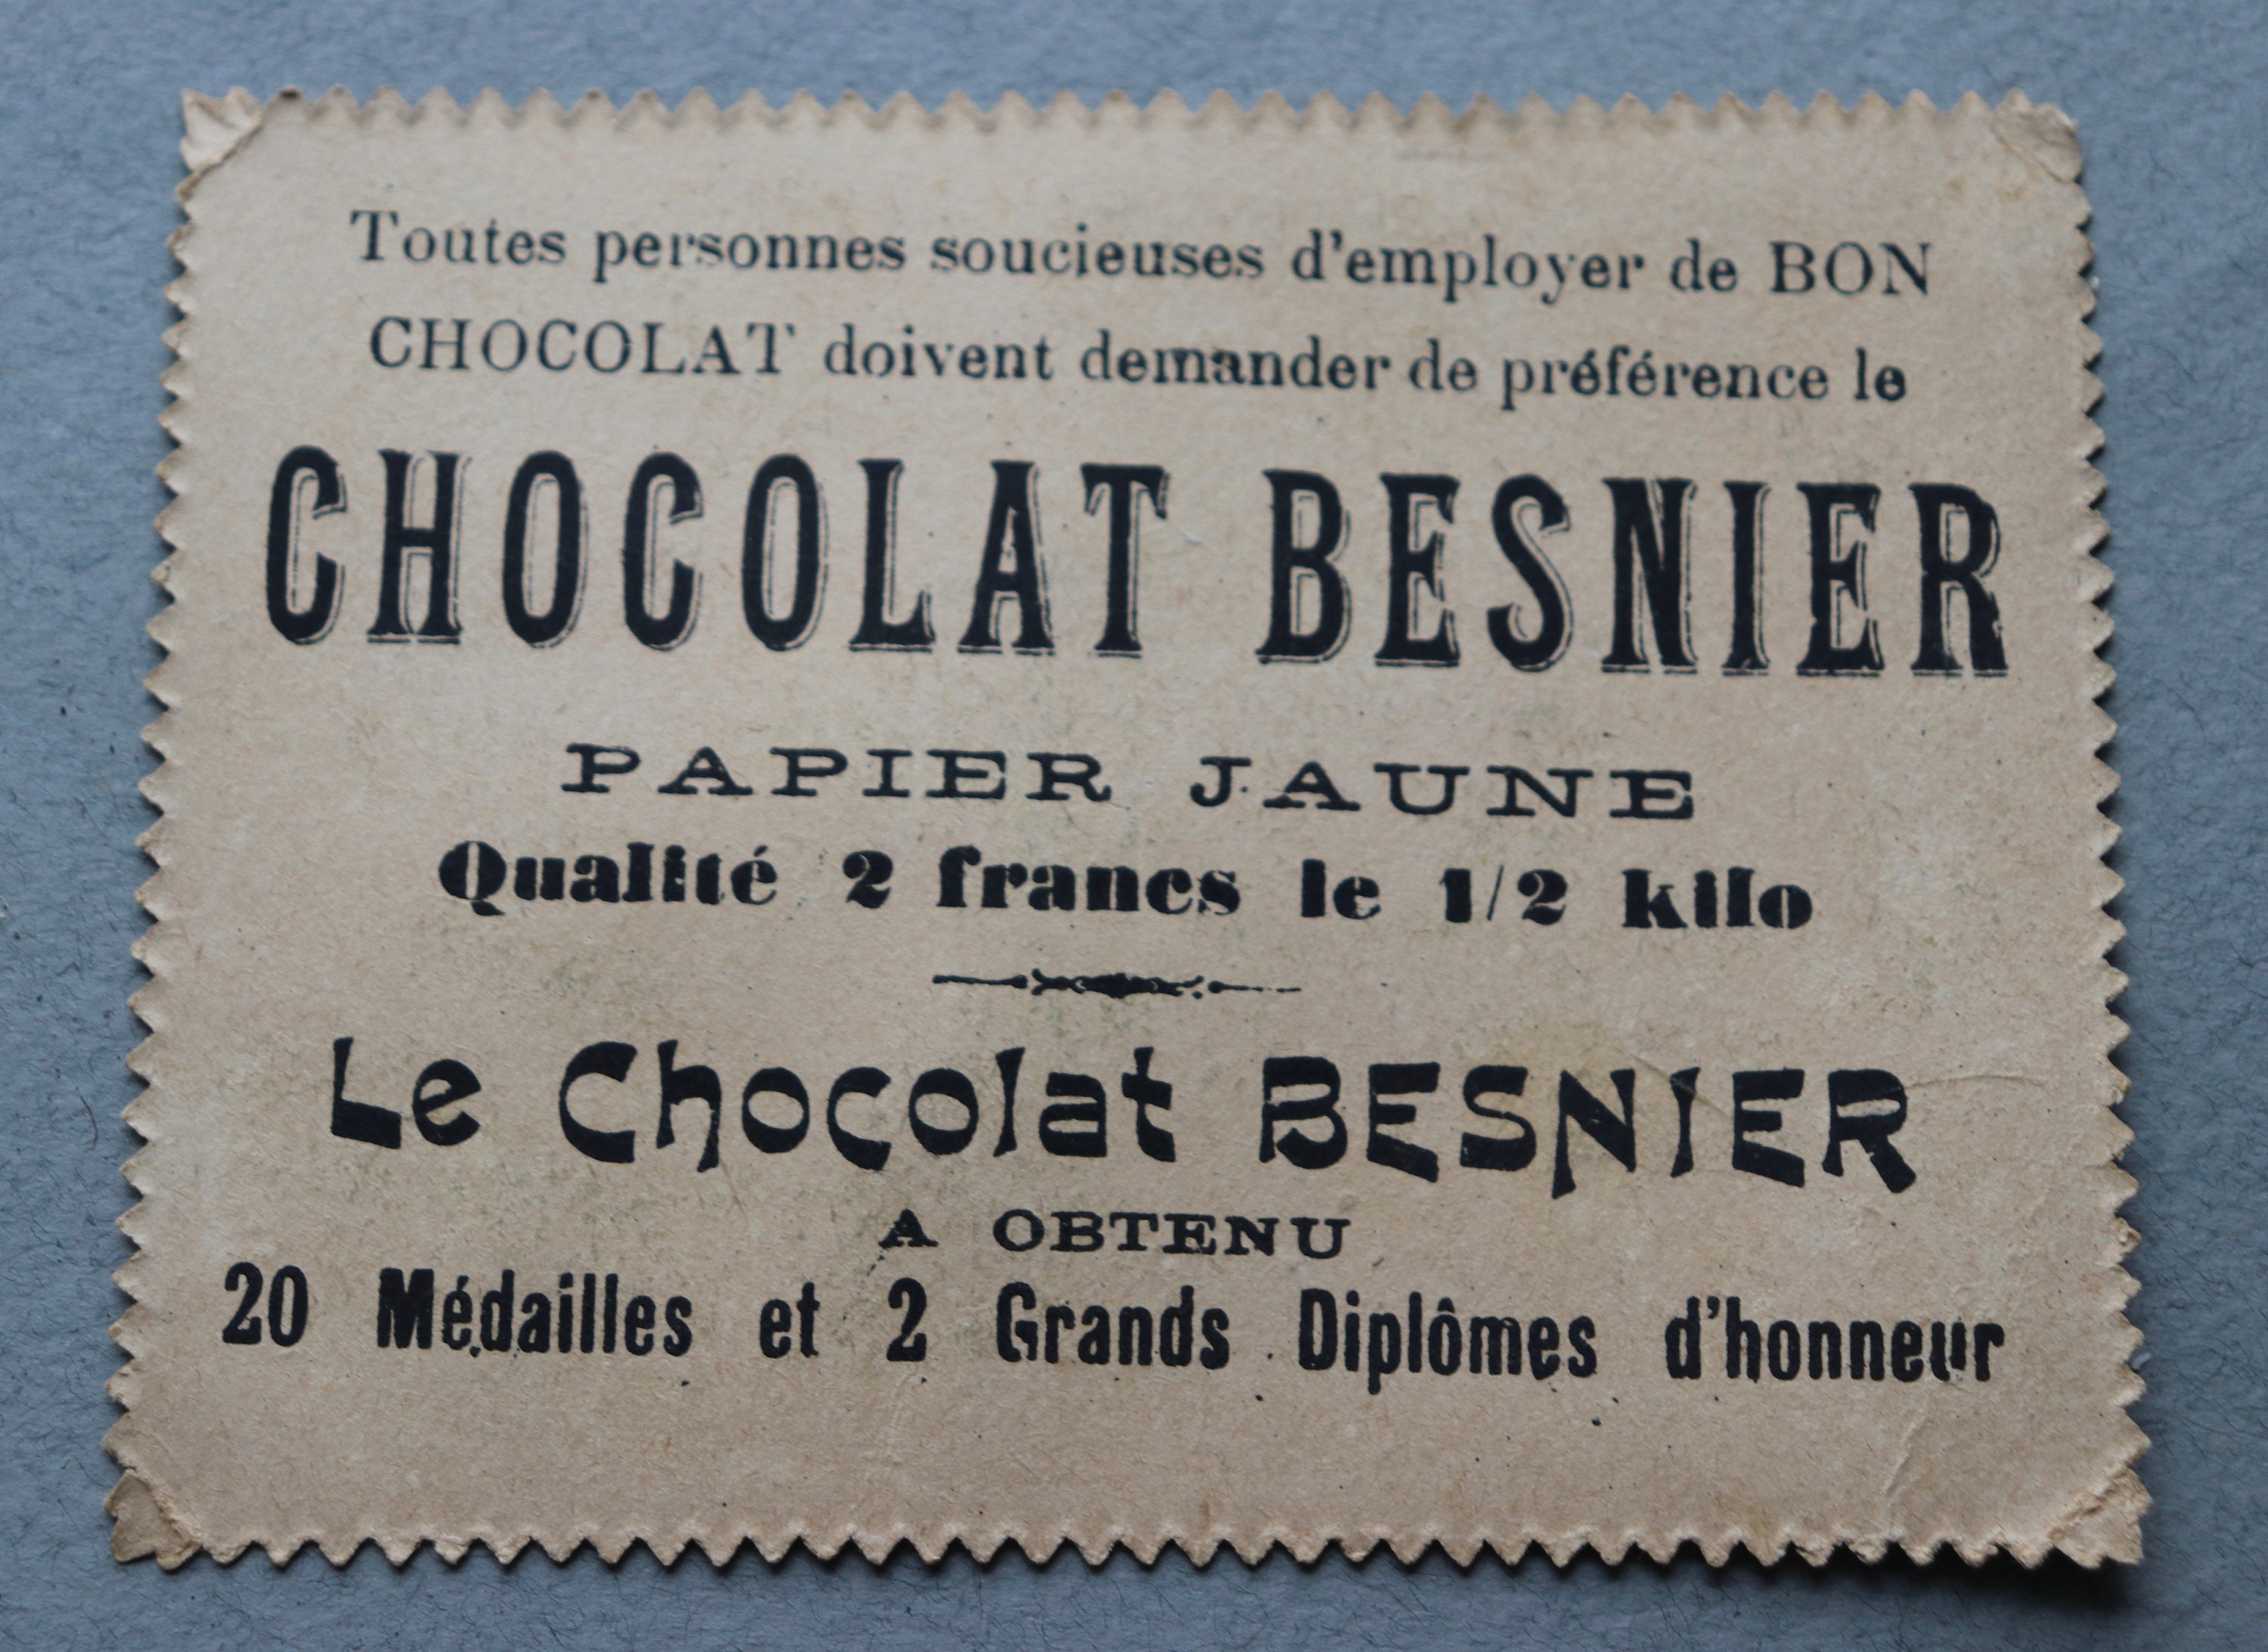 Toutes personnes soucieuses d'employer de BON
CHOCOLAT doivent demander de préférence le
CHOCOLAT BESNIER
PAPIER JAUNE
Qualité 2 francs le 1/2 kilo
Le Chocolat BESNIER
A OBTENU
20 Médailles et 2 Grands Diplômes d'honneur